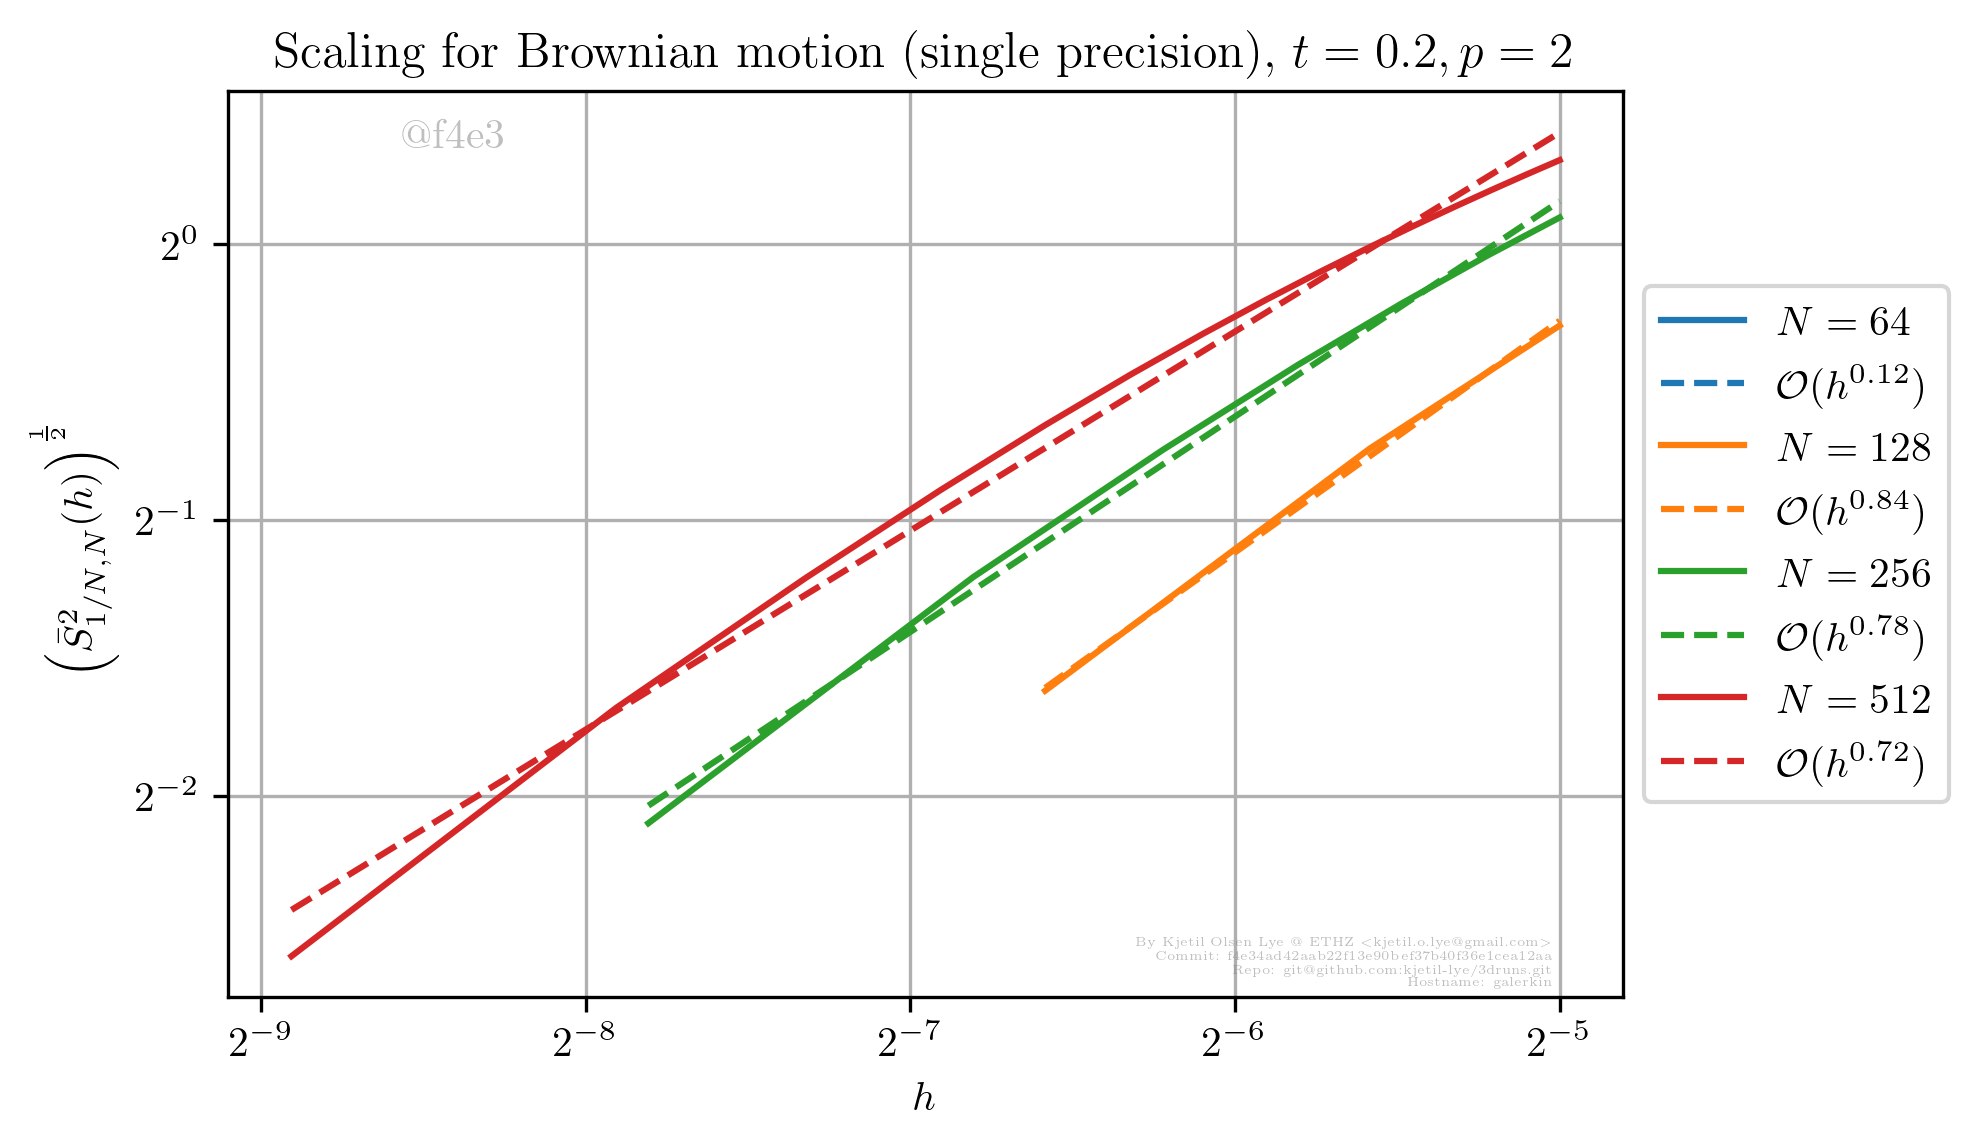 Scaling for Brownian motion (single precision), t = 0.2, p = 2
@f4e3
2^0
2^{-1}
2^{-2}
(S̄^2_{1/N,N}(h))^{1/2}
2^{-9} 2^{-8} 2^{-7} 2^{-6} 2^{-5}
h
N = 64
𝒪(h^{0.12})
N = 128
𝒪(h^{0.84})
N = 256
𝒪(h^{0.78})
N = 512
𝒪(h^{0.72})
By Kjetil Olsen Lye @ ETHZ <kjetil.o.lye@gmail.com>
Commit: f4e34ad42aab22f13e90bef37b40f36e1cea12aa
Repo: git@github.com:kjetil-lye/3druns.git
Hostname: galerkin